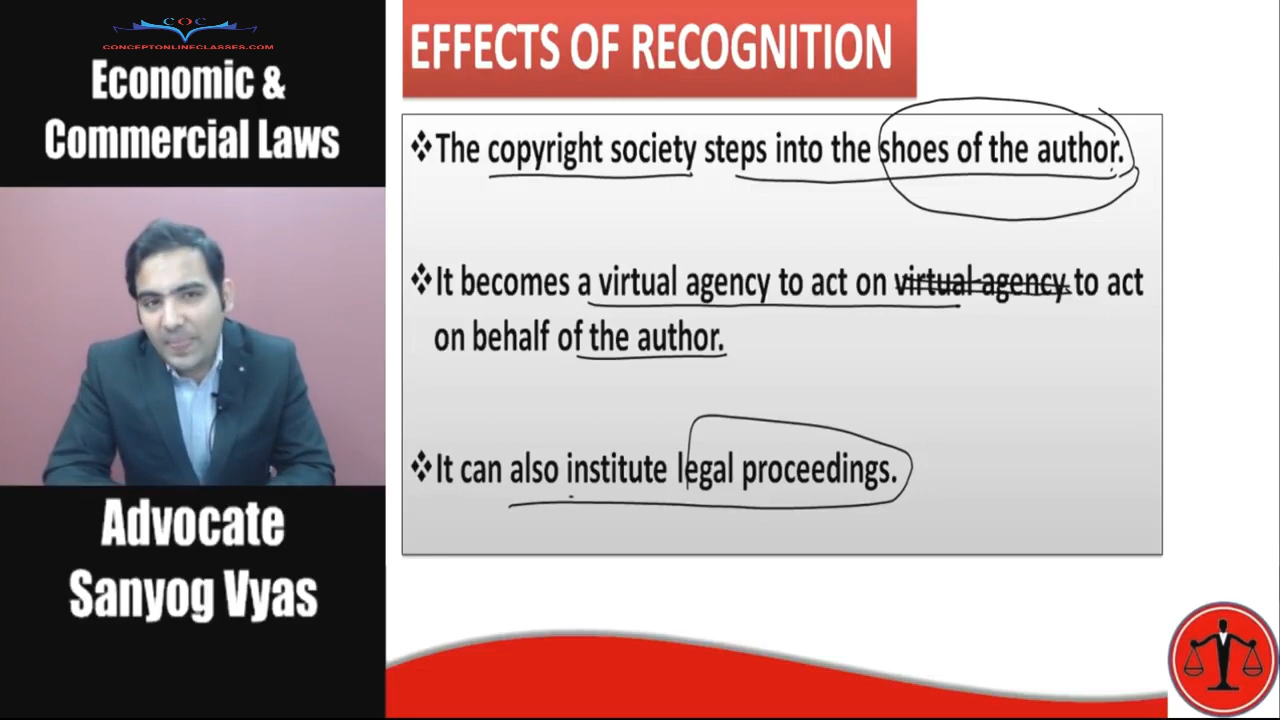 COC
CONCEPTONLINECLASSES.COM
Economic &
Commercial Laws
Advocate
Sanyog Vyas
EFFECTS OF RECOGNITION
❖The copyright society steps into the shoes of the author.
❖It becomes a virtual agency to act on virtual agency to act
on behalf of the author.
❖It can also institute legal proceedings.